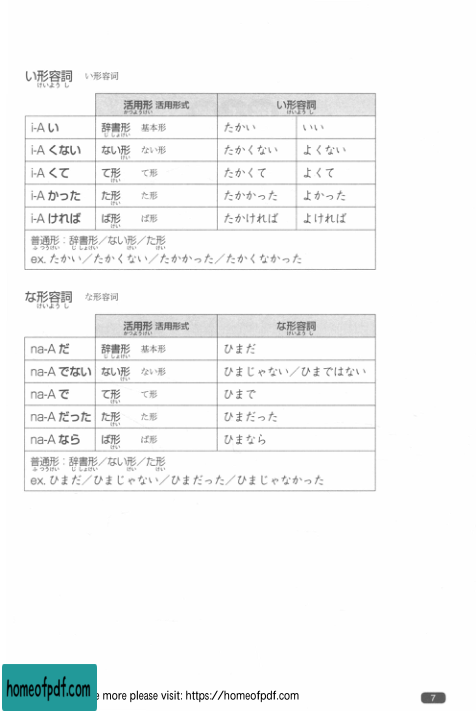 い形容詞 い形容词
けいようし
活用形 活用形式 い形容詞
かつようけい けいようし
i-A い 辞書形 基本形 たかい いい
じしょけい
i-A くない ない形 ない形 たかくない よくない
けい
i-A くて て形 て形 たかくて よくて
けい
i-A かった た形 た形 たかかった よかった
けい
i-A ければ ば形 ば形 たかければ よければ
けい
普通形：辞書形／ない形／た形
ふつうけい じしょけい けい けい
ex. たかい／たかくない／たかかった／たかくなかった
な形容詞 な形容词
けいようし
活用形 活用形式 な形容詞
かつようけい けいようし
na-A だ 辞書形 基本形 ひまだ
じしょけい
na-A でない ない形 ない形 ひまじゃない／ひまではない
けい
na-A で て形 て形 ひまで
けい
na-A だった た形 た形 ひまだった
けい
na-A なら ば形 ば形 ひまなら
けい
普通形：辞書形／ない形／た形
ふつうけい じしょけい けい けい
ex. ひまだ／ひまじゃない／ひまだった／ひまじゃなかった
homeofpdf.com
e more please visit: https://homeofpdf.com
7